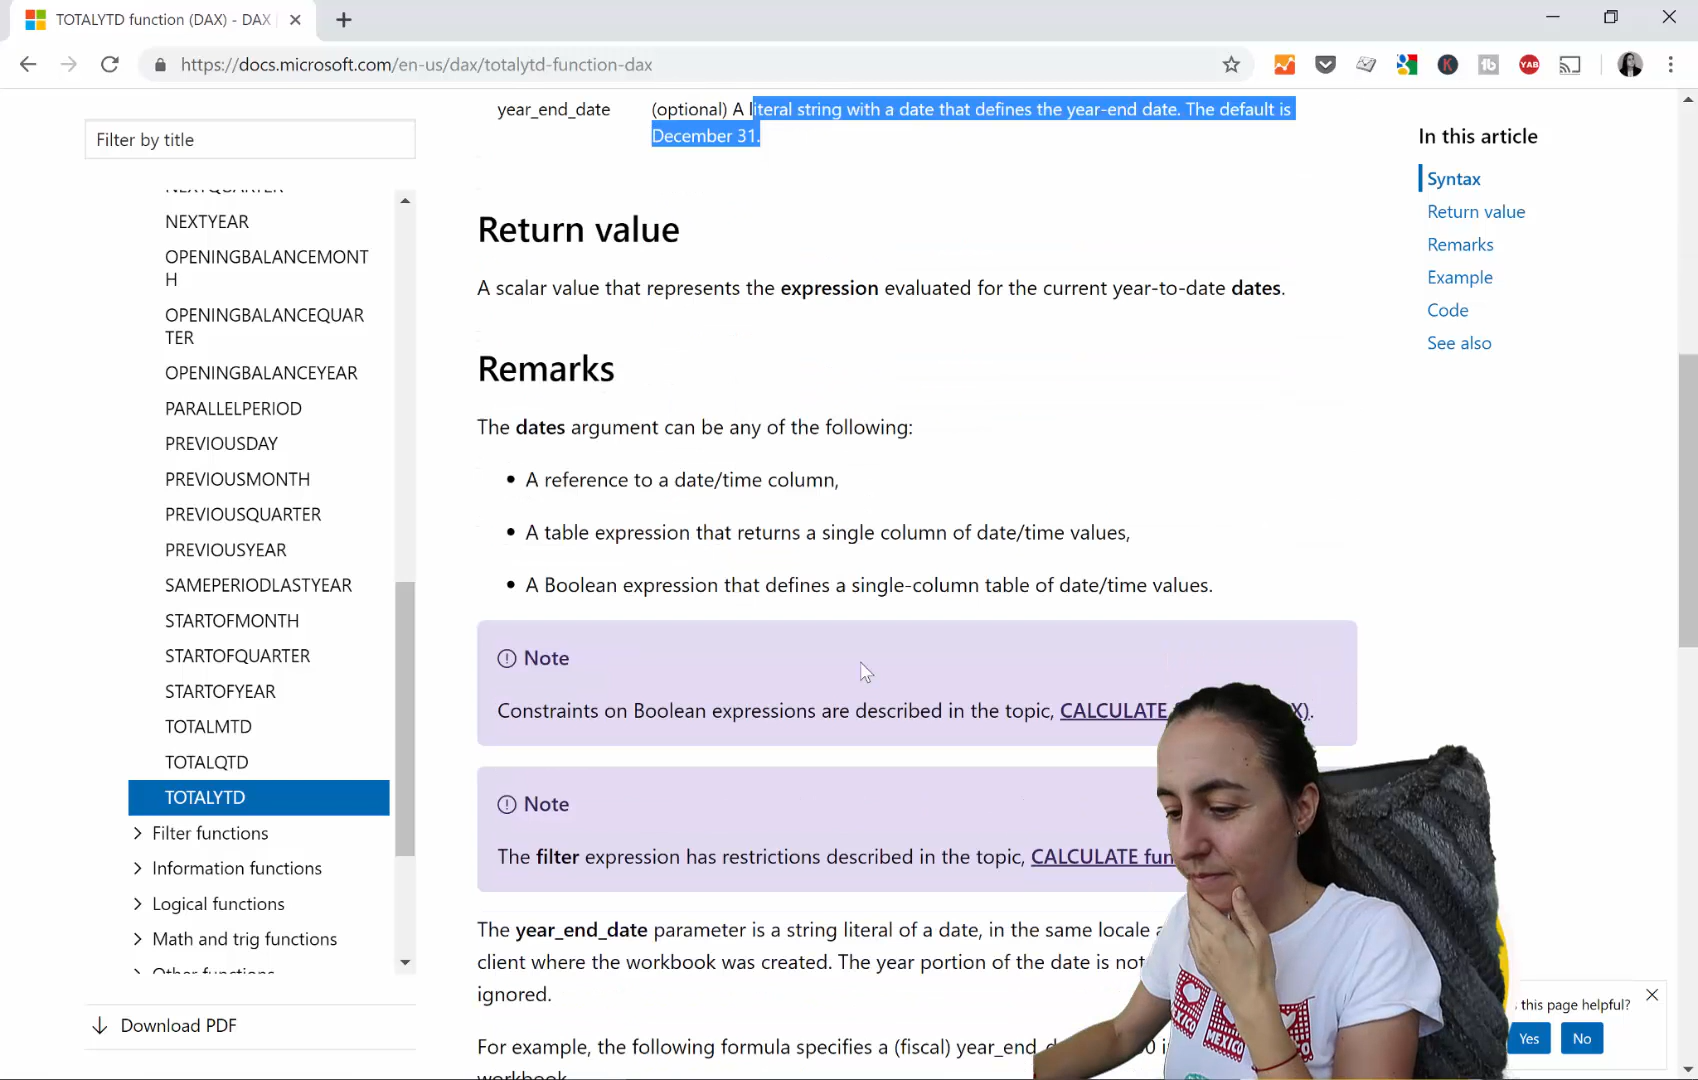 TOTALYTD function (DAX) - DAX
https://docs.microsoft.com/en-us/dax/totalytd-function-dax
Filter by title
NEXTQUARTER
NEXTYEAR
OPENINGBALANCEMONT
H
OPENINGBALANCEQUAR
TER
OPENINGBALANCEYEAR
PARALLELPERIOD
PREVIOUSDAY
PREVIOUSMONTH
PREVIOUSQUARTER
PREVIOUSYEAR
SAMEPERIODLASTYEAR
STARTOFMONTH
STARTOFQUARTER
STARTOFYEAR
TOTALMTD
TOTALQTD
TOTALYTD
Filter functions
Information functions
Logical functions
Math and trig functions
Other functions
Download PDF
year_end_date (optional) A literal string with a date that defines the year-end date. The default is
December 31.
Return value
A scalar value that represents the expression evaluated for the current year-to-date dates.
Remarks
The dates argument can be any of the following:
• A reference to a date/time column,
• A table expression that returns a single column of date/time values,
• A Boolean expression that defines a single-column table of date/time values.
Note
Constraints on Boolean expressions are described in the topic, CALCULATE X).
Note
The filter expression has restrictions described in the topic, CALCULATE fun
The year_end_date parameter is a string literal of a date, in the same locale a
client where the workbook was created. The year portion of the date is not
ignored.
For example, the following formula specifies a (fiscal) year_end_d 0 i
workbook
In this article
Syntax
Return value
Remarks
Example
Code
See also
s this page helpful?
Yes No
YAB
K
tb
MEXICO